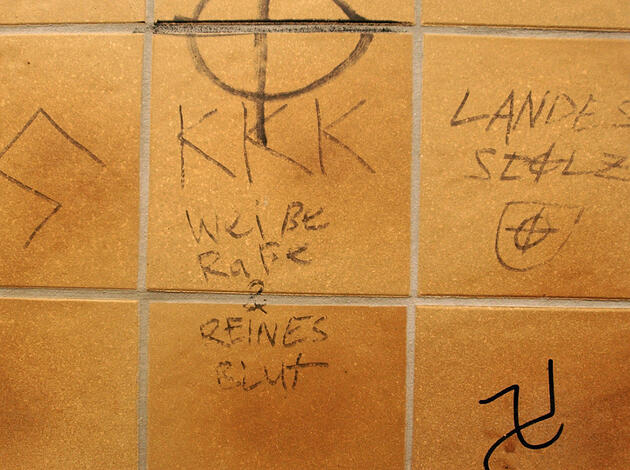 KKK
LANDES
STOLZ
Weiße
Raße
&
REINES
BLUT